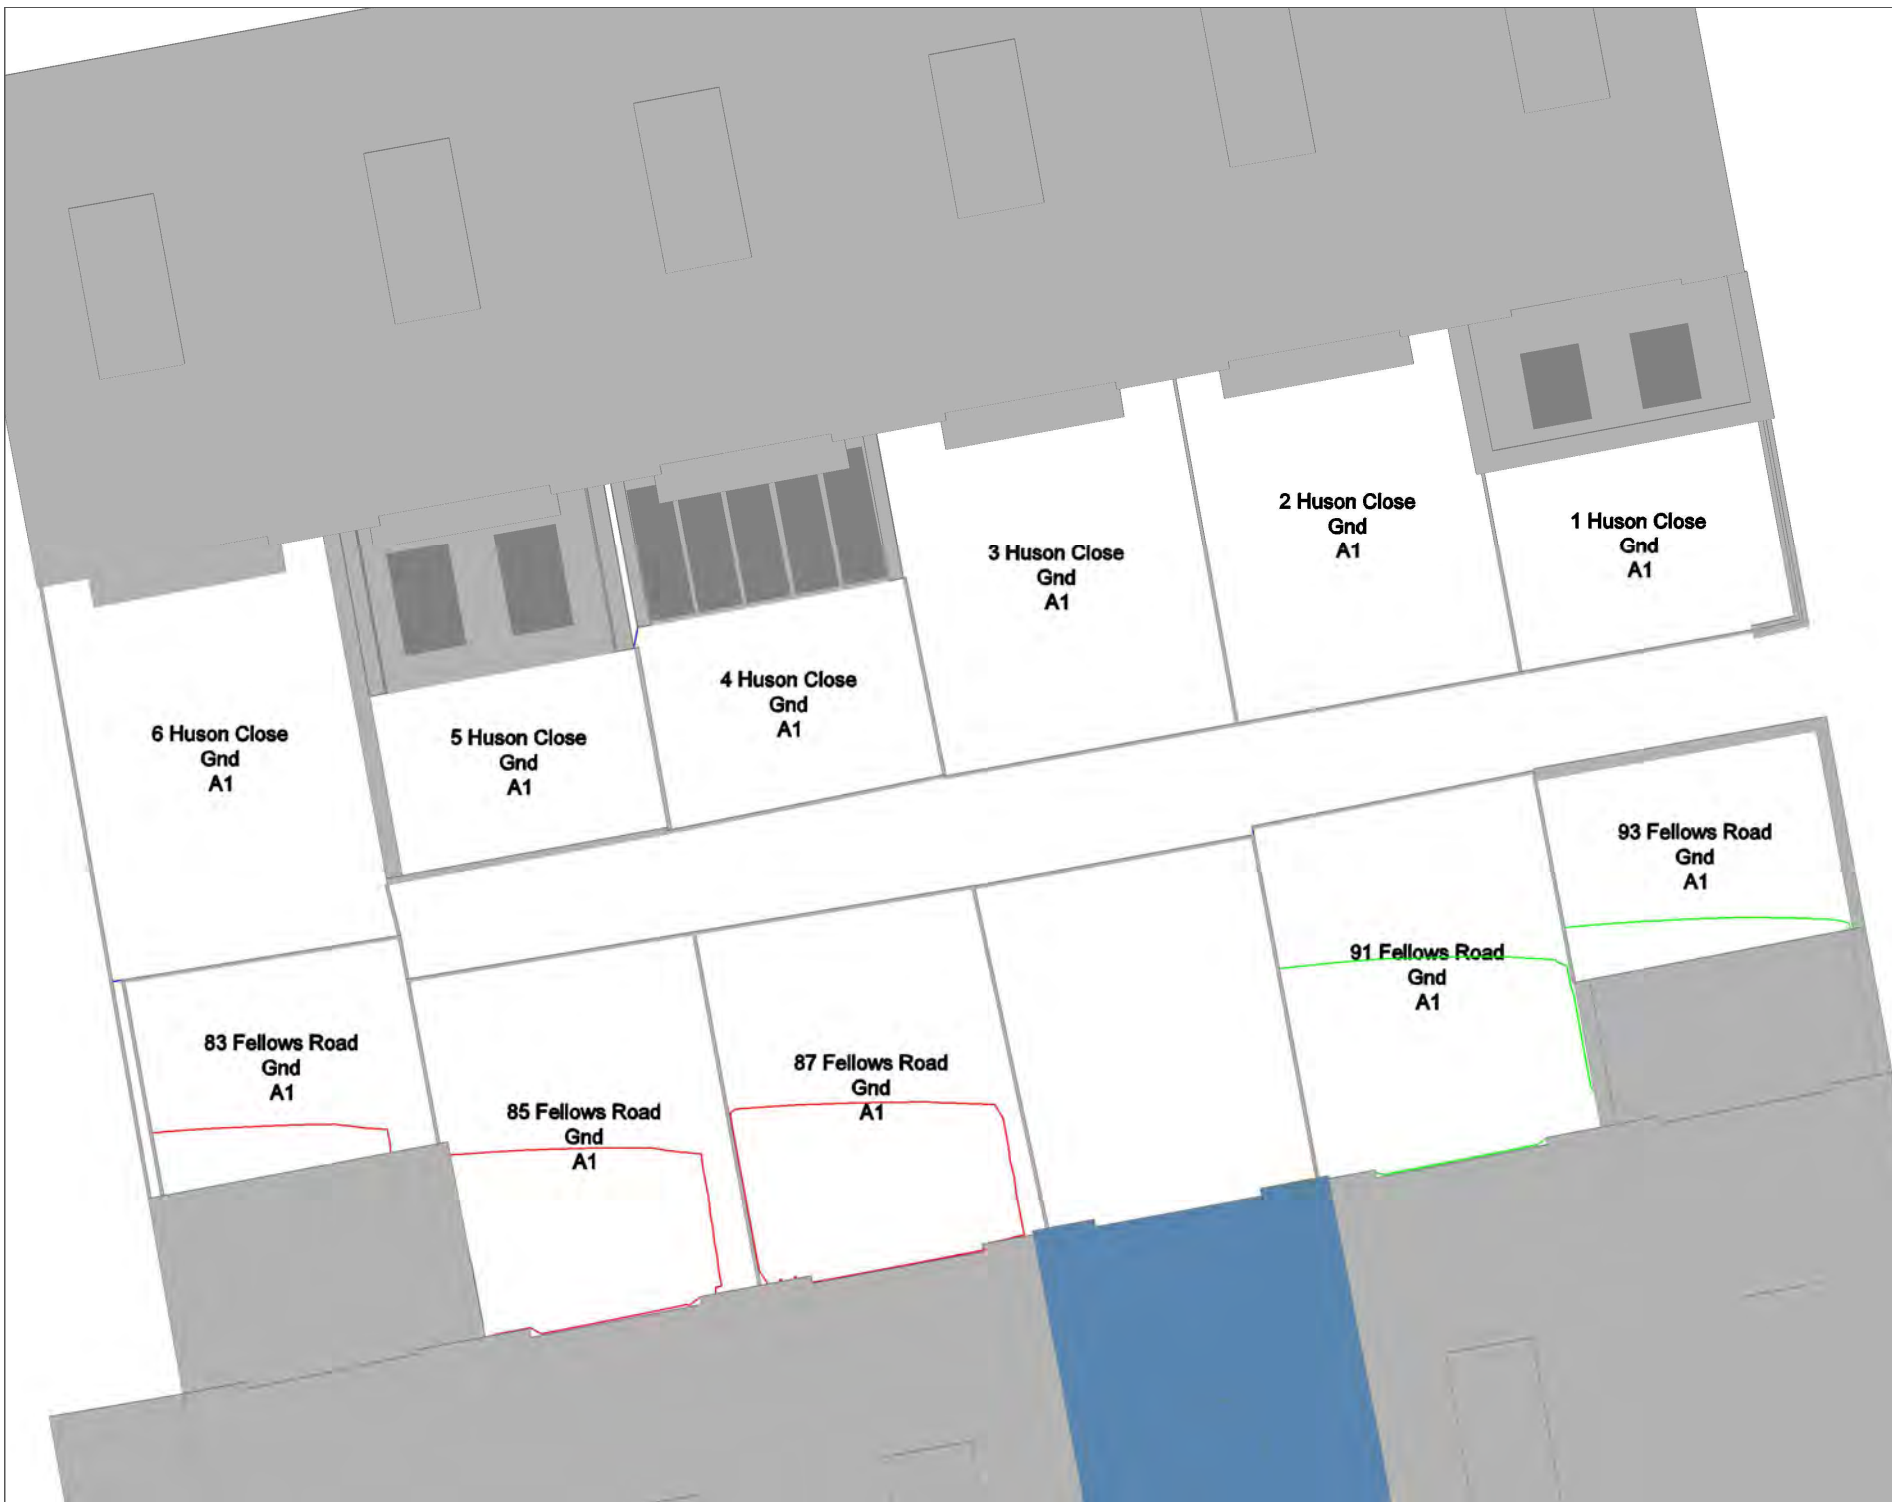 2 Huson Close
Gnd
A1
1 Huson Close
Gnd
A1
3 Huson Close
Gnd
A1
4 Huson Close
Gnd
A1
5 Huson Close
Gnd
A1
6 Huson Close
Gnd
A1
93 Fellows Road
Gnd
A1
91 Fellows Road
Gnd
A1
83 Fellows Road
Gnd
A1
87 Fellows Road
Gnd
A1
85 Fellows Road
Gnd
A1